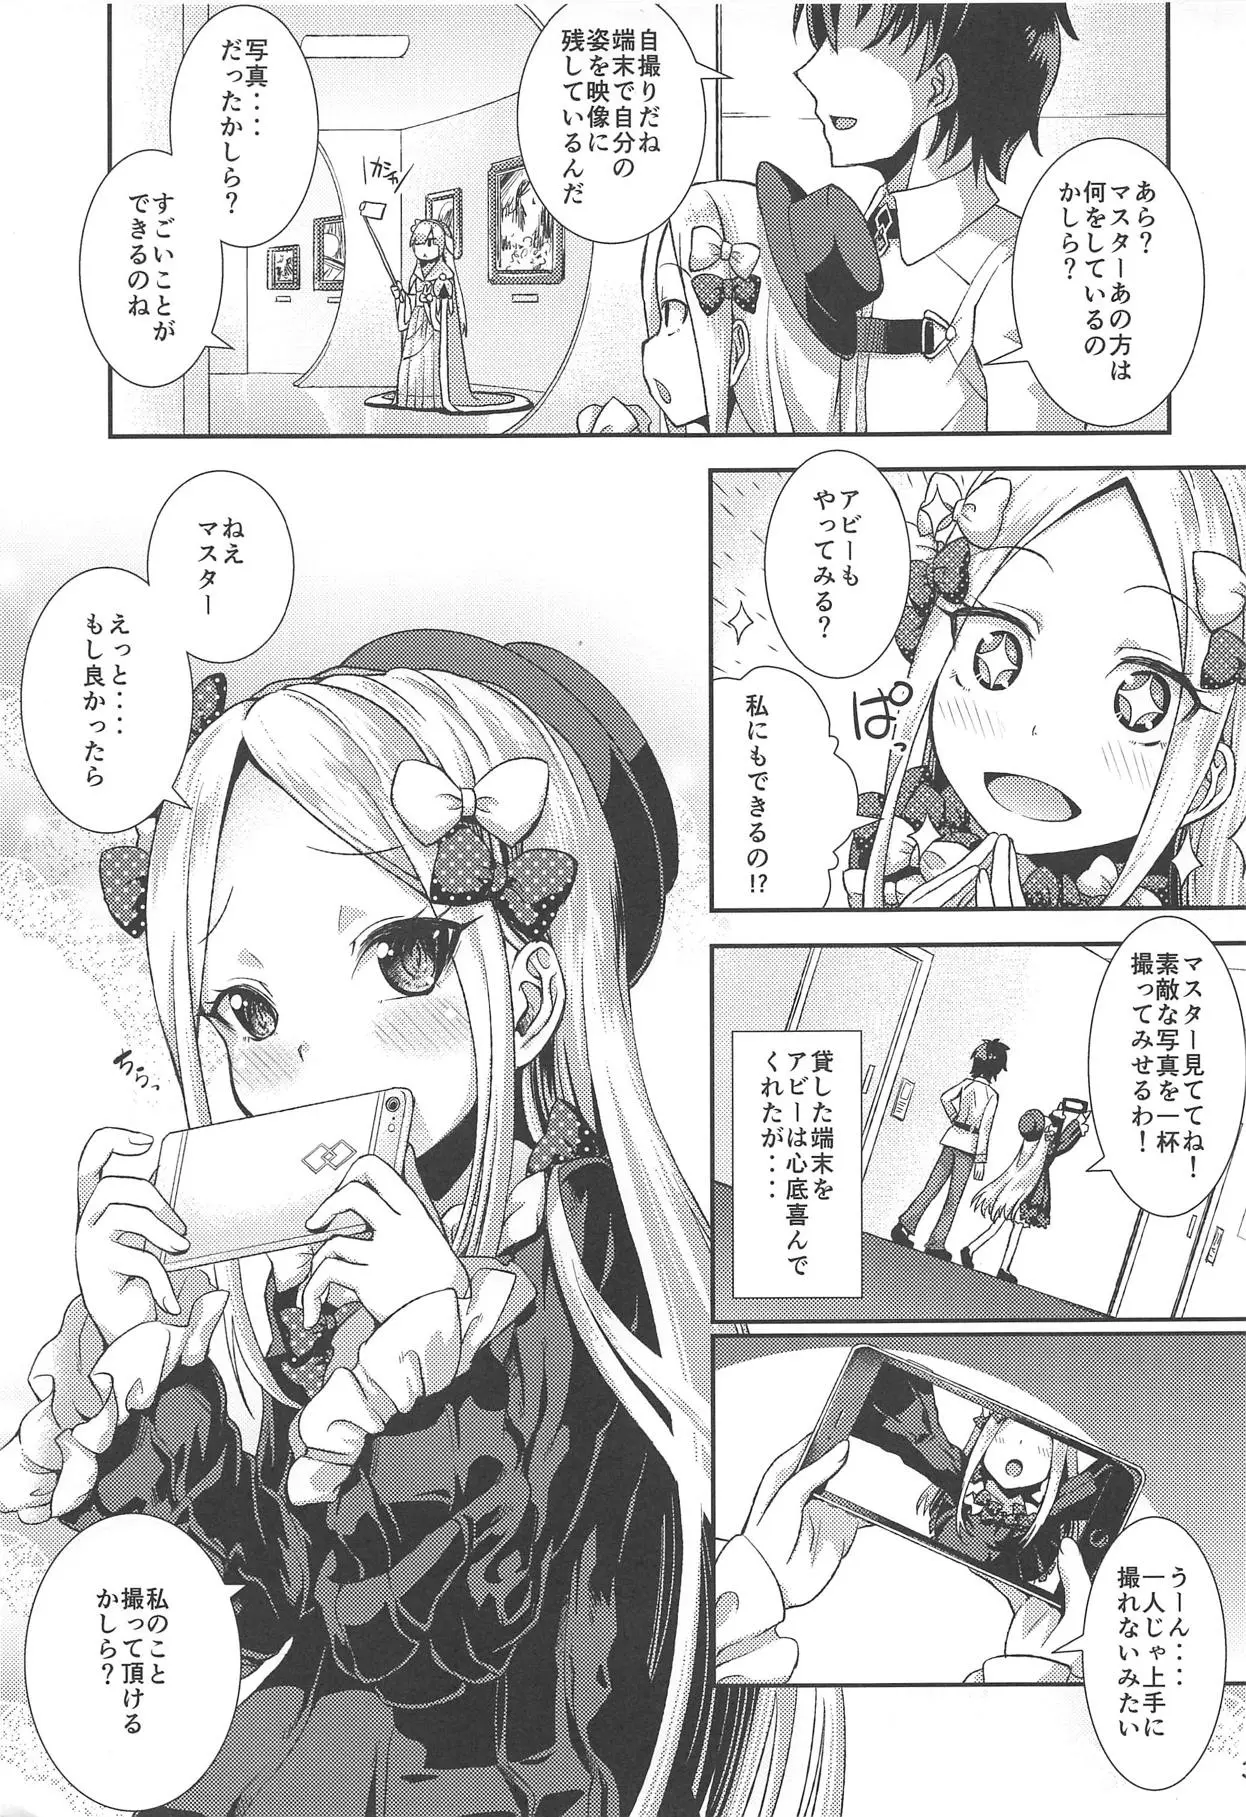 あら？
マスターあの方は
何をしているの
かしら？
自撮りだね
端末で自分の
姿を映像に
残しているんだ
カシャ
写真・・・・
だったかしら？
すごいことが
できるのね
アビーも
やってみる？
ぱっ
私にもできるの!?
マスター見ててね！
素敵な写真を一杯
撮ってみせるわ！
貸した端末を
アビーは心底喜んで
くれたが・・・・
うーん・・・・
一人じゃ上手に
撮れないみたい
ねえ
マスター
えっと・・・・
もし良かったら
ちらっ
私のこと
撮って頂ける
かしら？